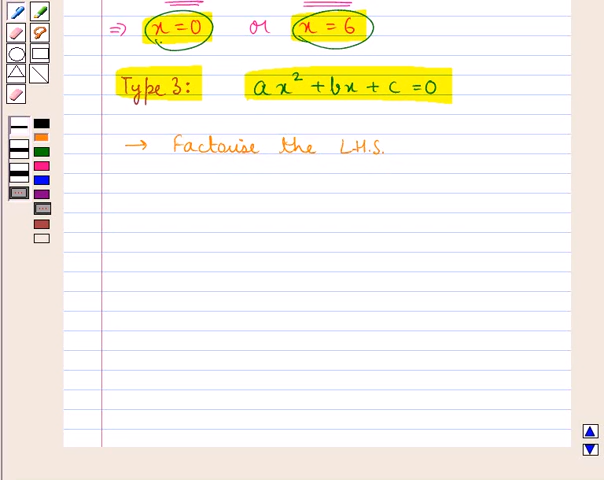 ⇒ x = 0 or x = 6
Type 3: ax² + bx + c = 0
→ Factorise the L.H.S.